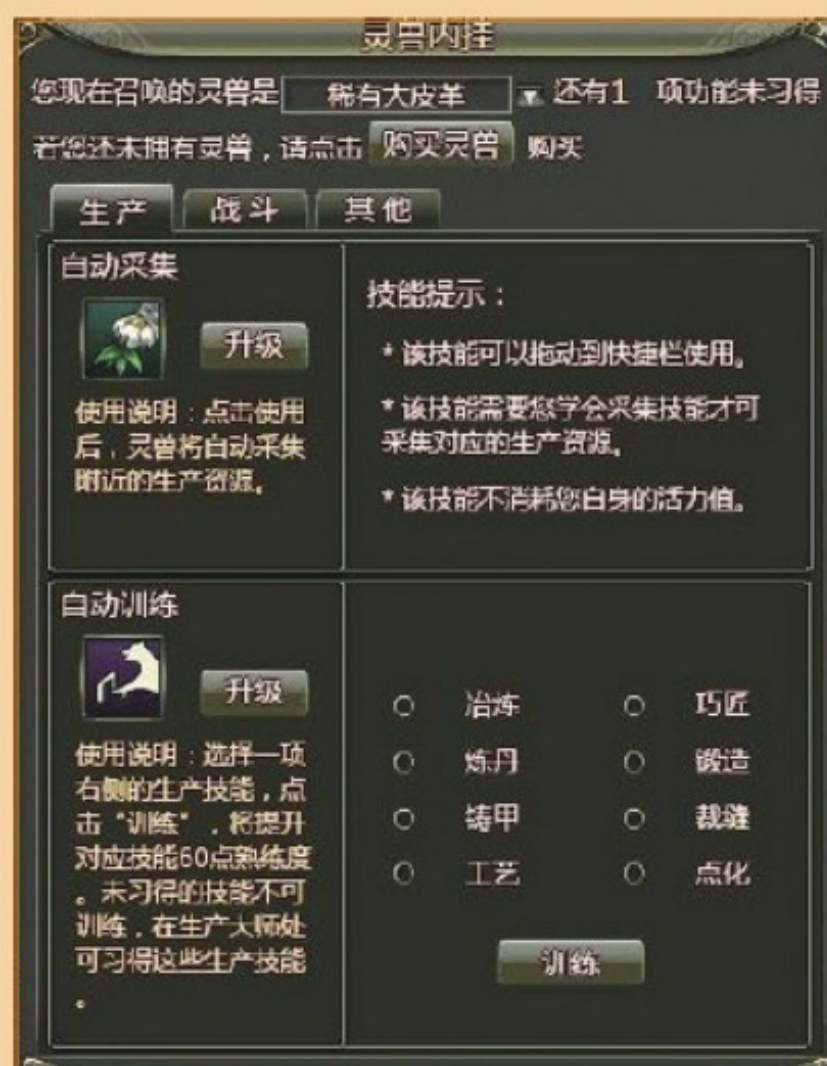 灵兽内挂
您现在召唤的灵兽是 稀有大皮革 还有1 项功能未习得
若您还未拥有灵兽，请点击 购买灵兽 购买
生产 战斗 其他
自动采集
升级
使用说明：点击使用
后，灵兽将自动采集
附近的生产资源。
技能提示：
*该技能可以拖动到快捷栏使用。
*该技能需要您学会采集技能才可
采集对应的生产资源。
*该技能不消耗您自身的活力值。
自动训练
升级
使用说明：选择一项
右侧的生产技能，点
击“训练”，将提升
对应技能60点熟练度
。未习得的技能不可
训练，在生产大师处
可习得这些生产技能
。
冶炼 巧匠
炼丹 锻造
铸甲 裁缝
工艺 点化
训练